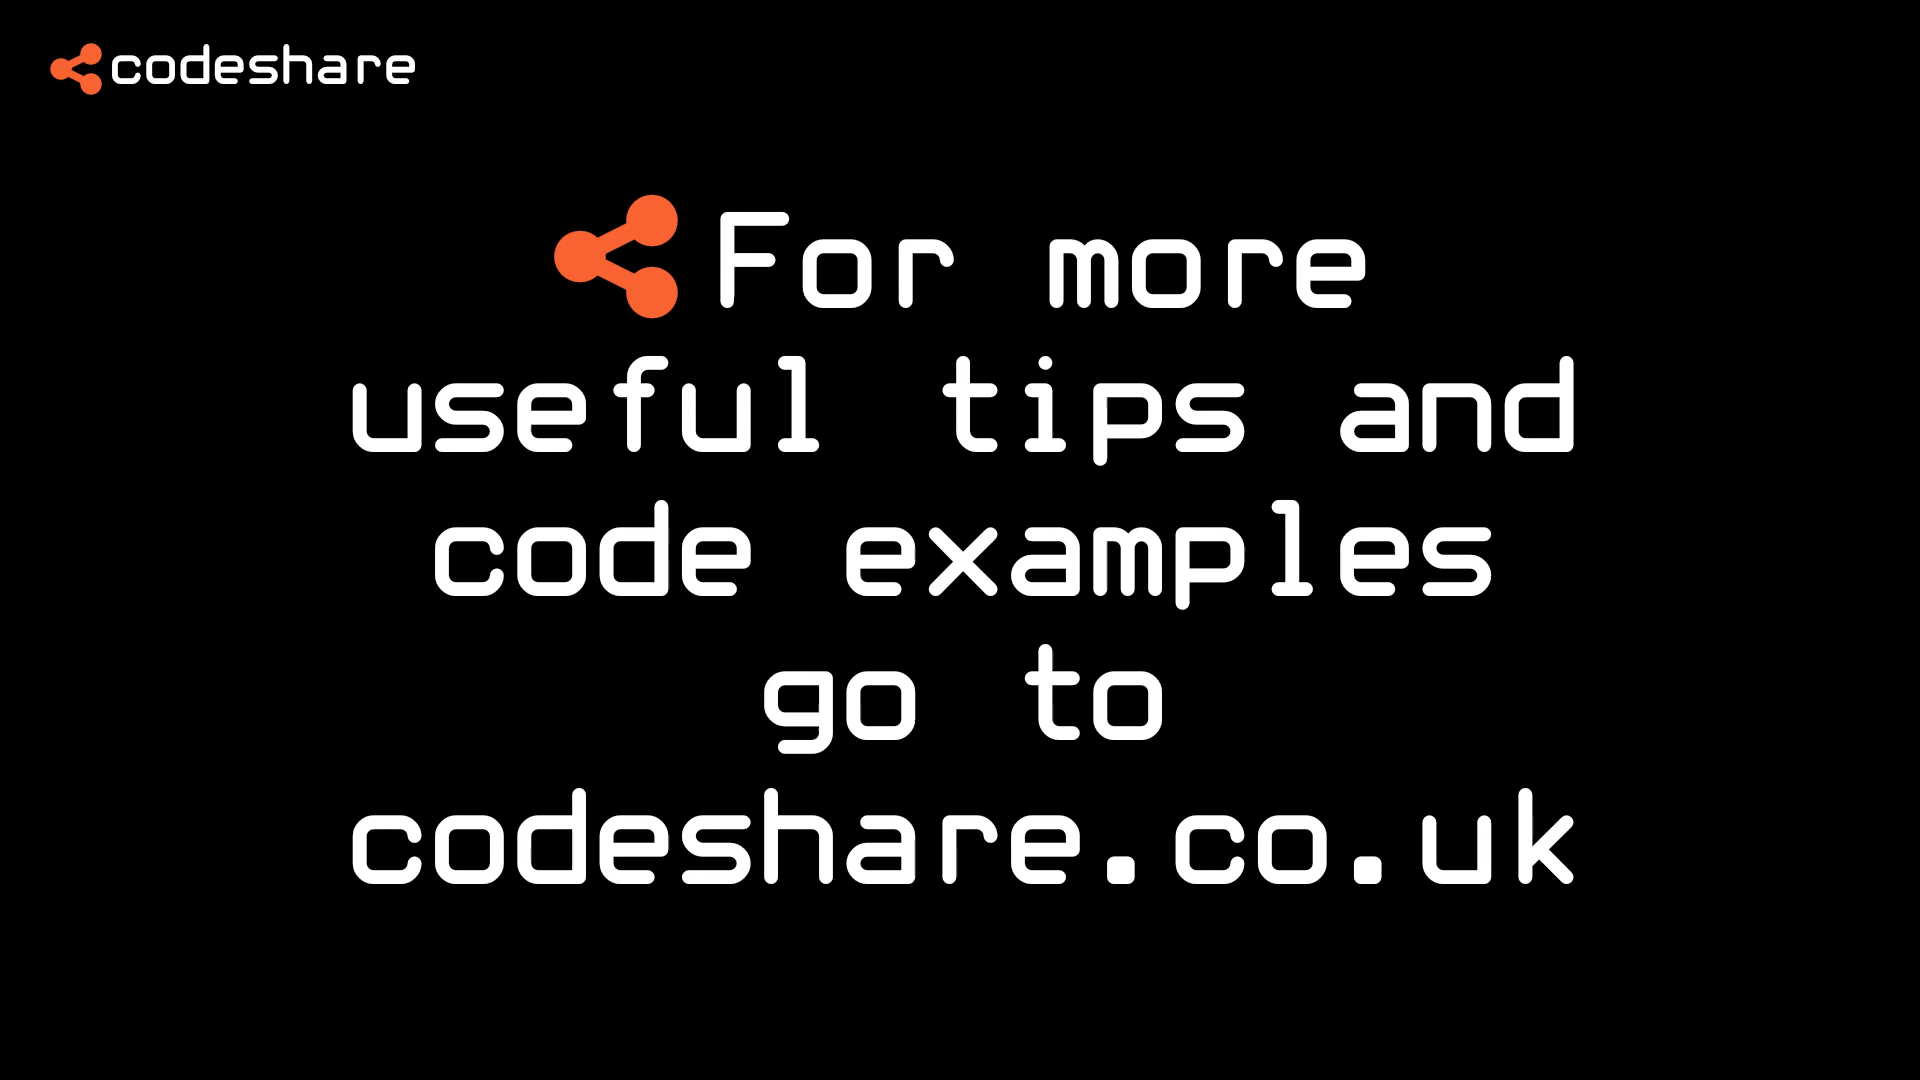 codeshare
For more
useful tips and
code examples
go to
codeshare.co.uk